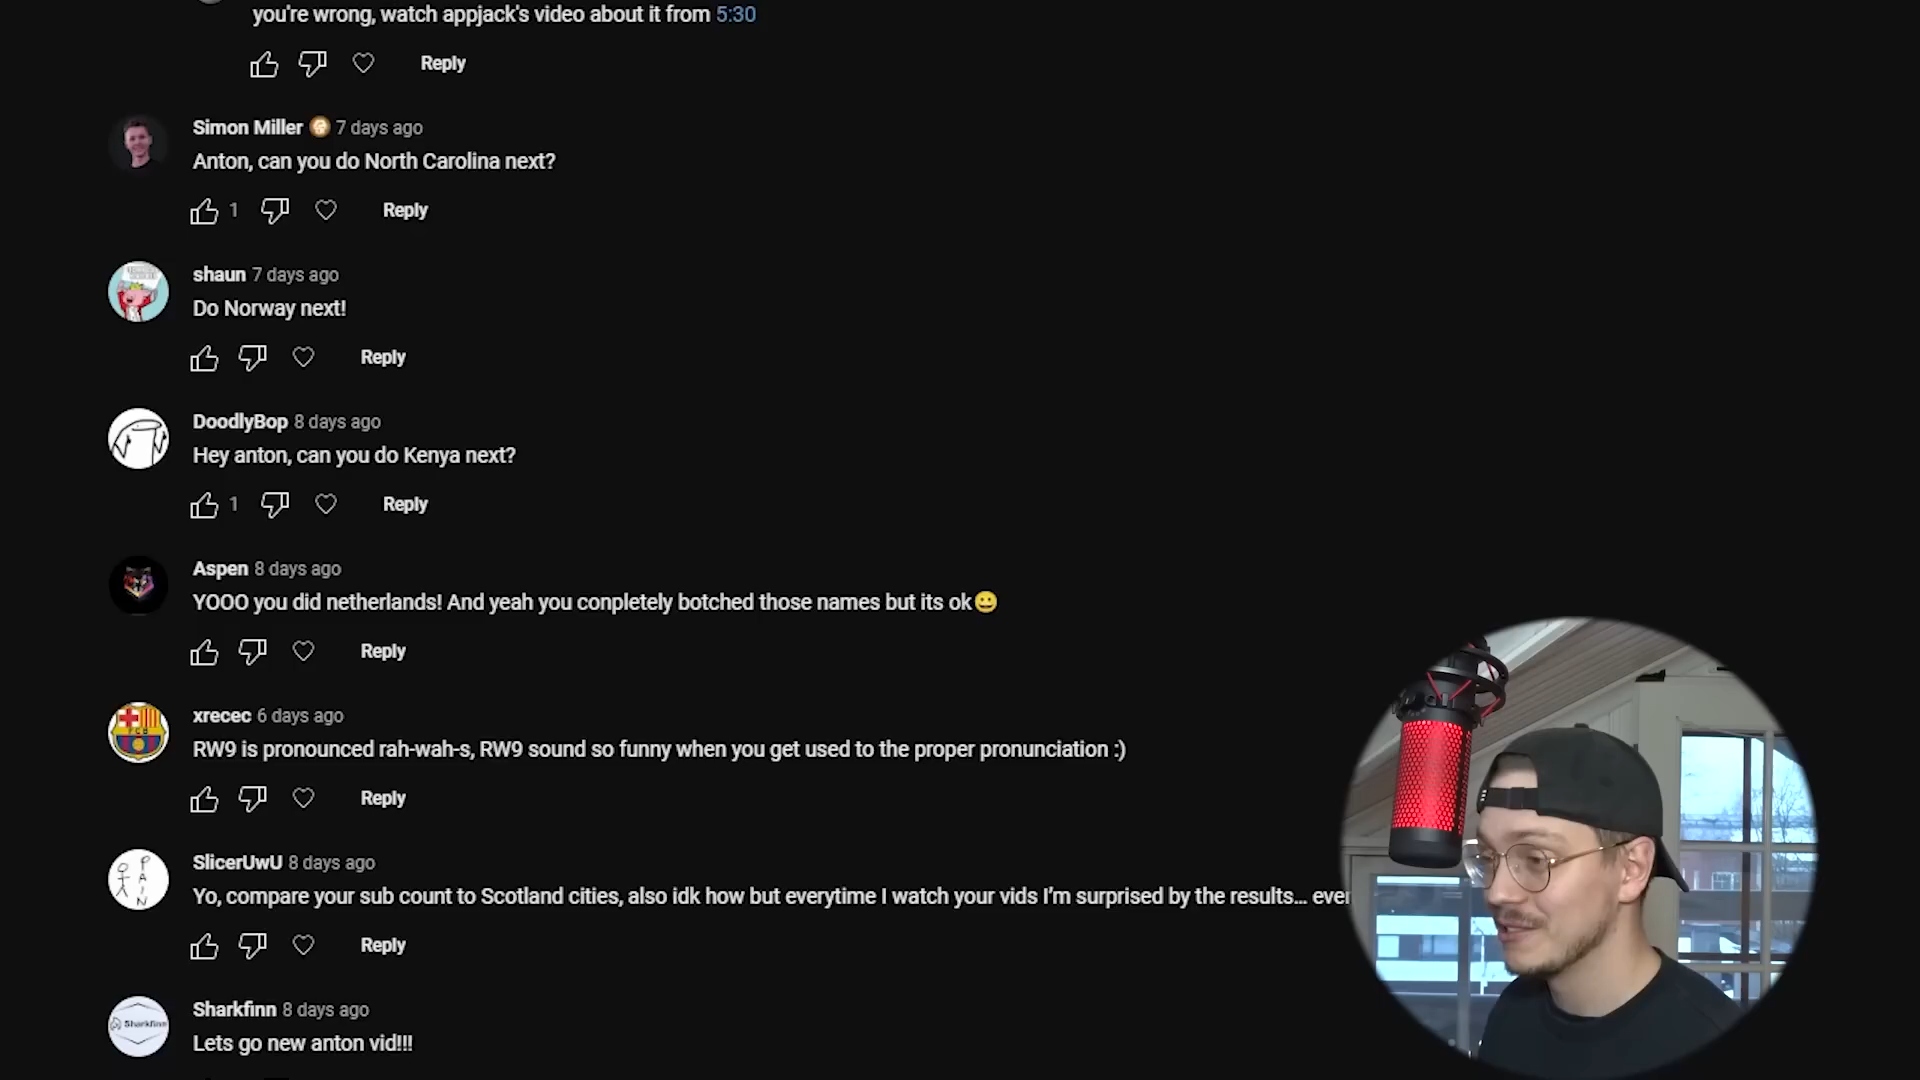 you're wrong, watch appjack's video about it from 5:30
Reply
Simon Miller 7 days ago
Anton, can you do North Carolina next?
1 Reply
shaun 7 days ago
Do Norway next!
Reply
DoodlyBop 8 days ago
Hey anton, can you do Kenya next?
1 Reply
Aspen 8 days ago
YOOO you did netherlands! And yeah you conpletely botched those names but its ok😀
Reply
xrecec 6 days ago
RW9 is pronounced rah-wah-s, RW9 sound so funny when you get used to the proper pronunciation :)
Reply
PAIN
SlicerUwU 8 days ago
Yo, compare your sub count to Scotland cities, also idk how but everytime I watch your vids I'm surprised by the results... ever
Reply
Sharkfinn
Sharkfinn 8 days ago
Lets go new anton vid!!!